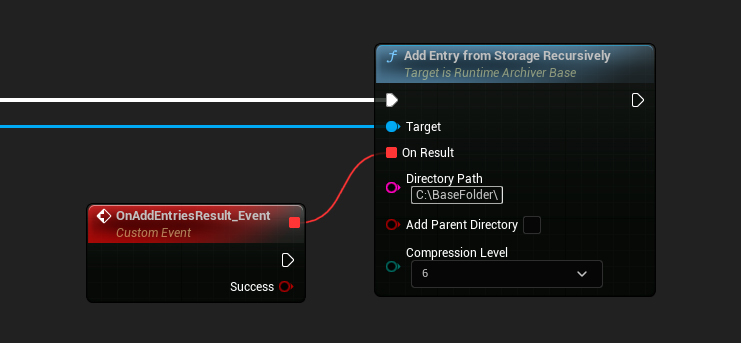 Add Entry from Storage Recursively
Target is Runtime Archiver Base
Target
On Result
Directory Path
C:\BaseFolder\
Add Parent Directory
Compression Level
6
OnAddEntriesResult_Event
Custom Event
Success